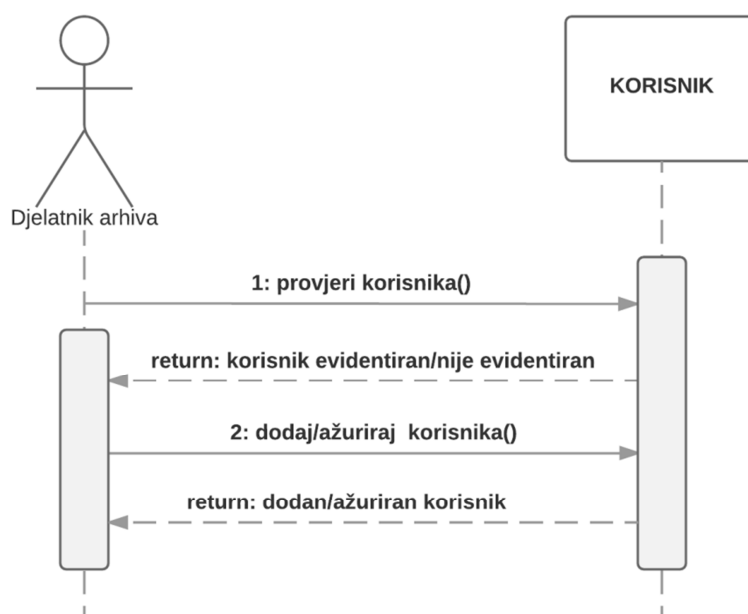 KORISNIK
Djelatnik arhiva
1: provjeri korisnika()
return: korisnik evidentiran/nije evidentiran
2: dodaj/ažuriraj  korisnika()
return: dodan/ažuriran korisnik